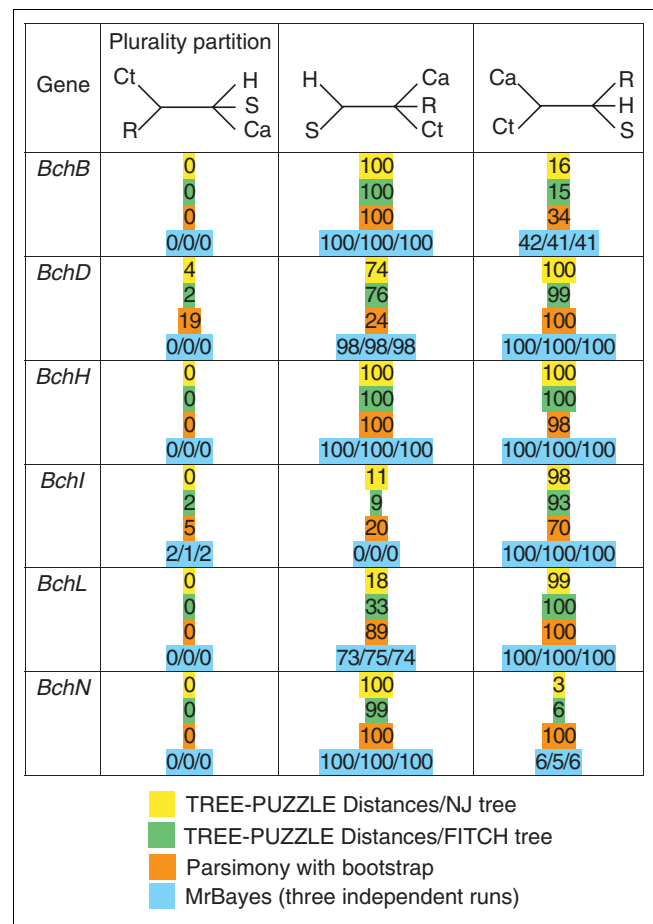 Gene
Plurality partition
Ct H
S
R Ca
H Ca
R
S Ct
Ca R
H
Ct S
BchB
0 100 16
0 100 15
0 100 34
0/0/0 100/100/100 42/41/41
BchD
4 74 100
2 76 99
19 24 100
0/0/0 98/98/98 100/100/100
BchH
0 100 100
0 100 100
0 100 98
0/0/0 100/100/100 100/100/100
BchI
0 11 98
2 9 93
5 20 70
2/1/2 0/0/0 100/100/100
BchL
0 18 99
0 33 100
0 89 100
0/0/0 73/75/74 100/100/100
BchN
0 100 3
0 99 6
0 100 100
0/0/0 100/100/100 6/5/6
TREE-PUZZLE Distances/NJ tree
TREE-PUZZLE Distances/FITCH tree
Parsimony with bootstrap
MrBayes (three independent runs)